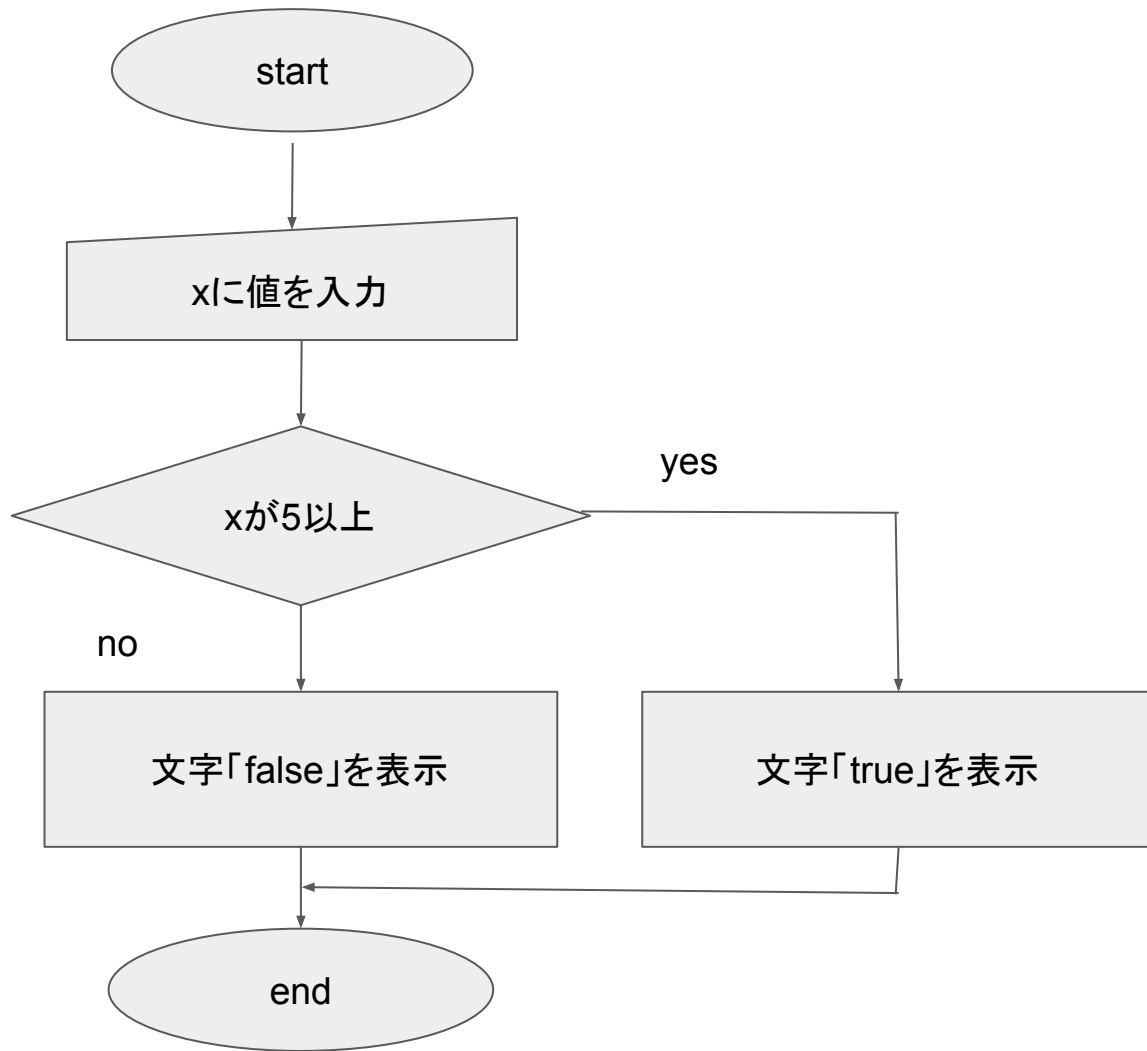 start
xに値を入力
yes
xが5以上
no
文字「false」を表示
文字「true」を表示
end